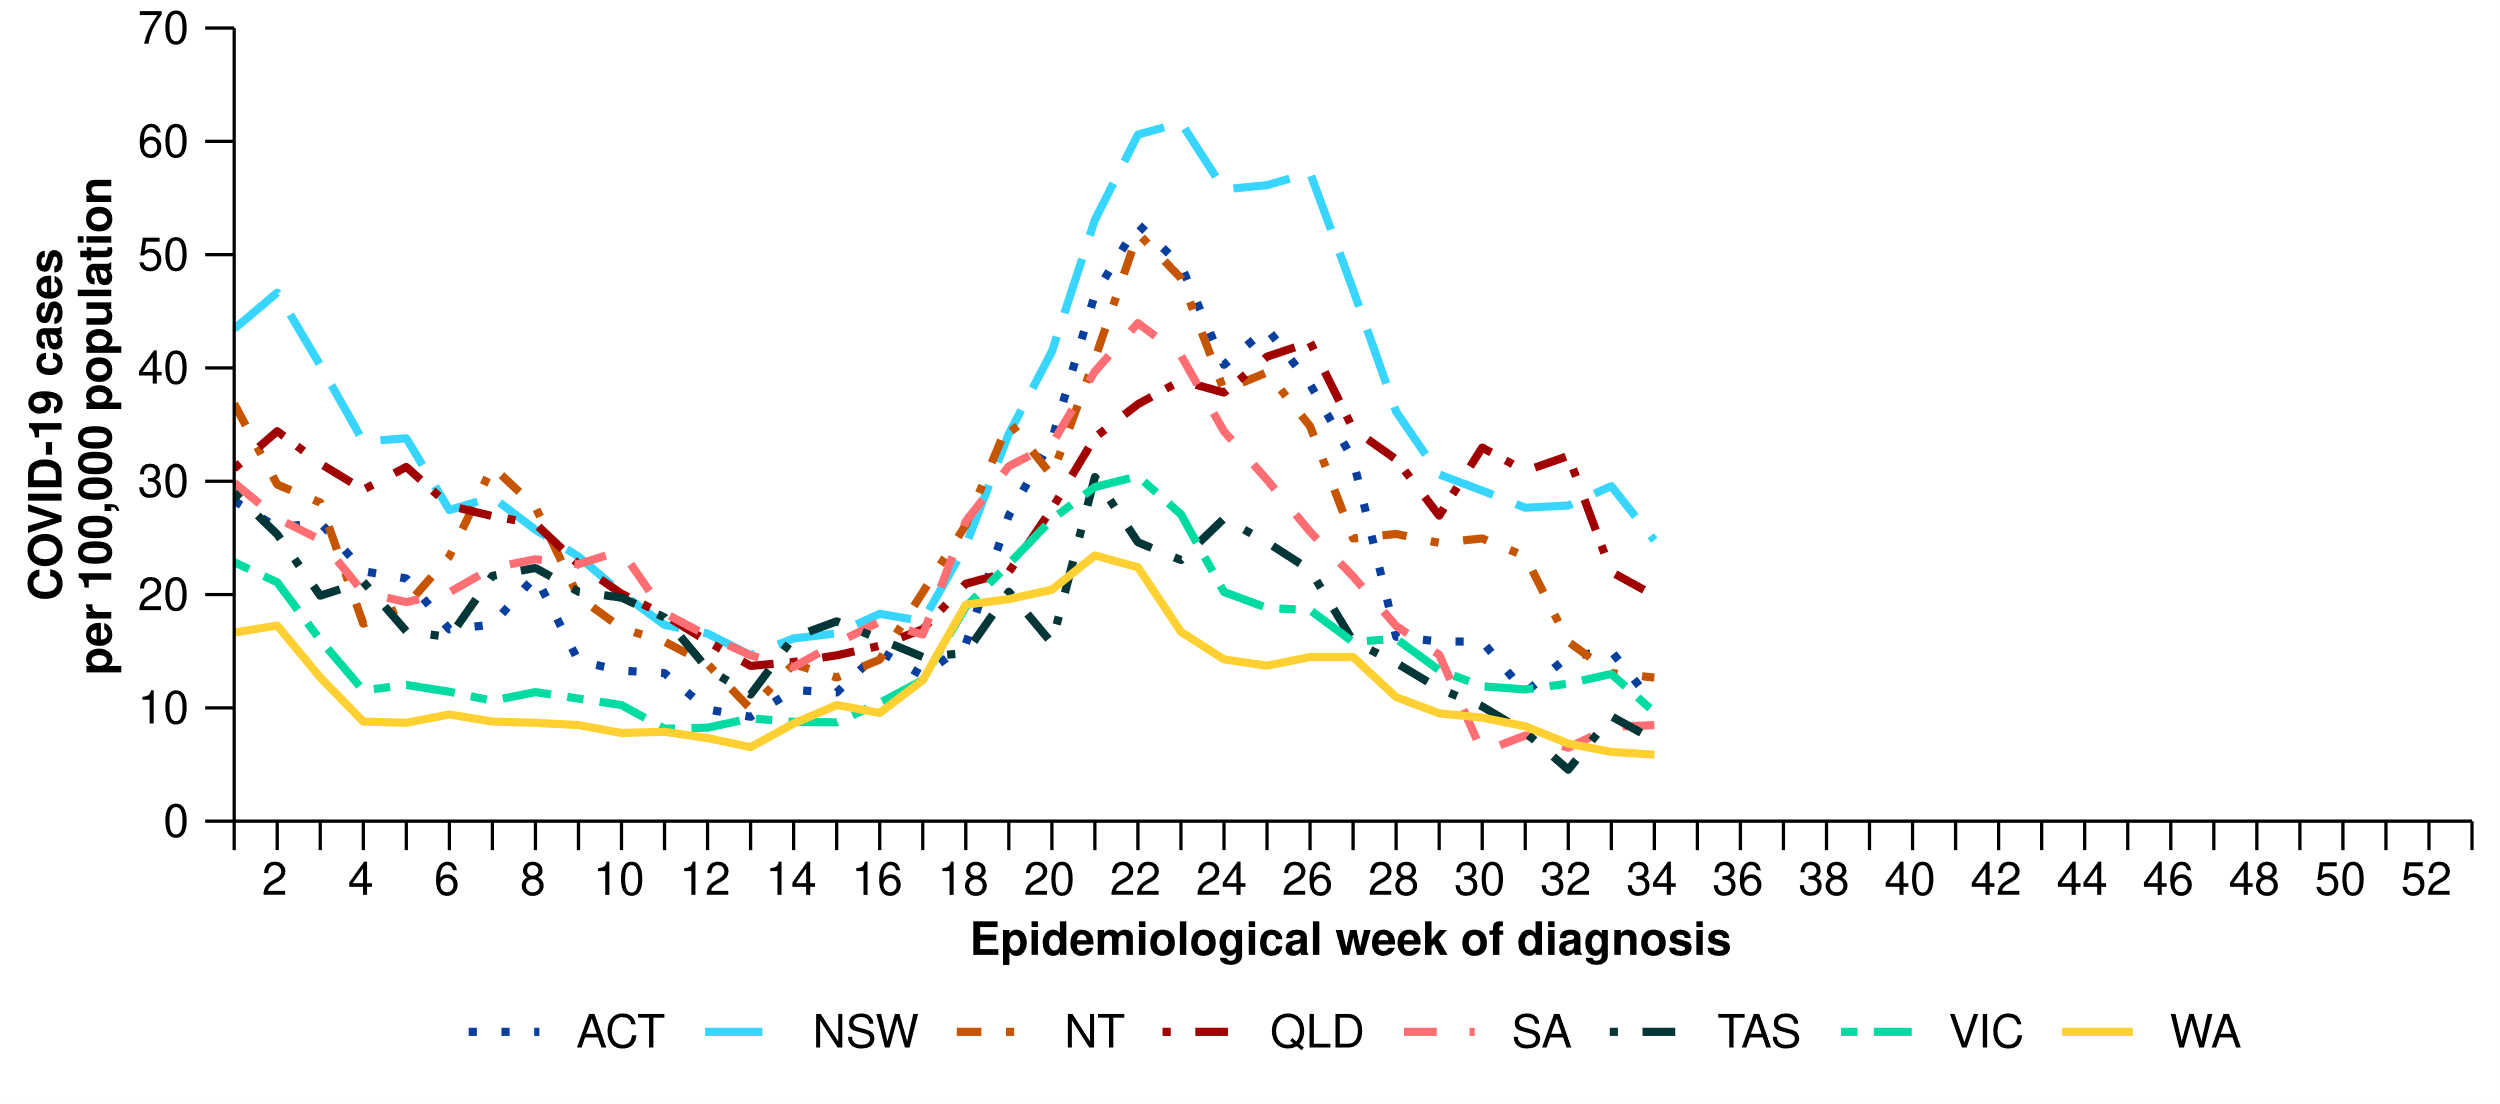 COVID-19 cases
per 100,000 population
70
60
50
40
30
20
10
0
2 4 6 8 10 12 14 16 18 20 22 24 26 28 30 32 34 36 38 40 42 44 46 48 50 52
Epidemiological week of diagnosis
ACT NSW NT QLD SA TAS VIC WA